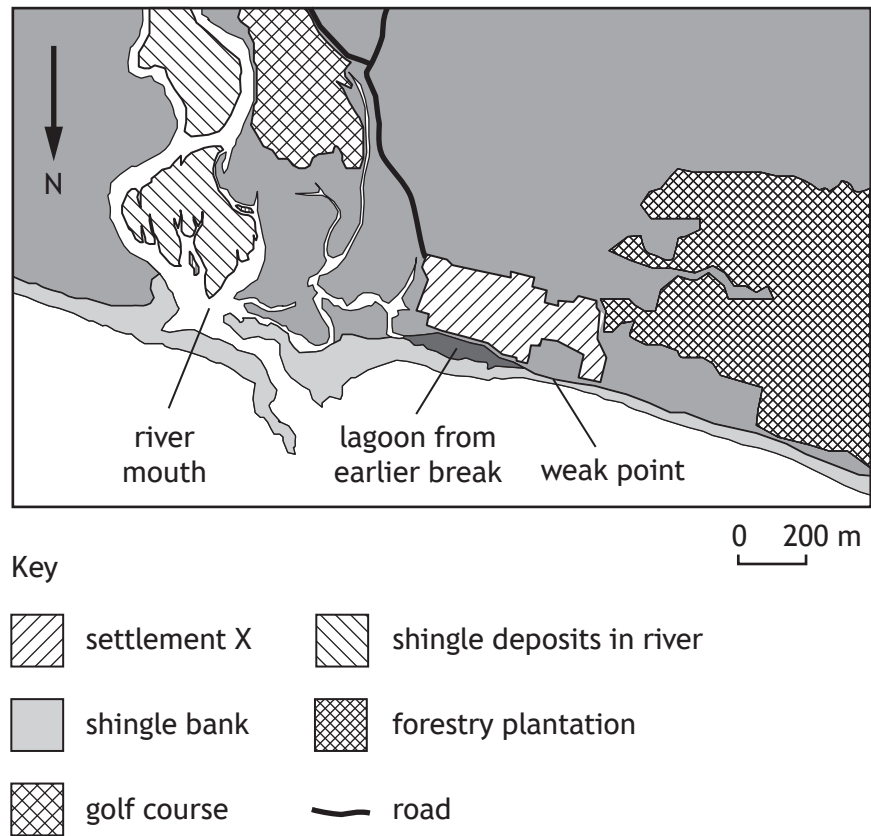 N
river
mouth
lagoon from
earlier break
weak point
0 200 m
Key
settlement X
shingle deposits in river
shingle bank
forestry plantation
golf course
road